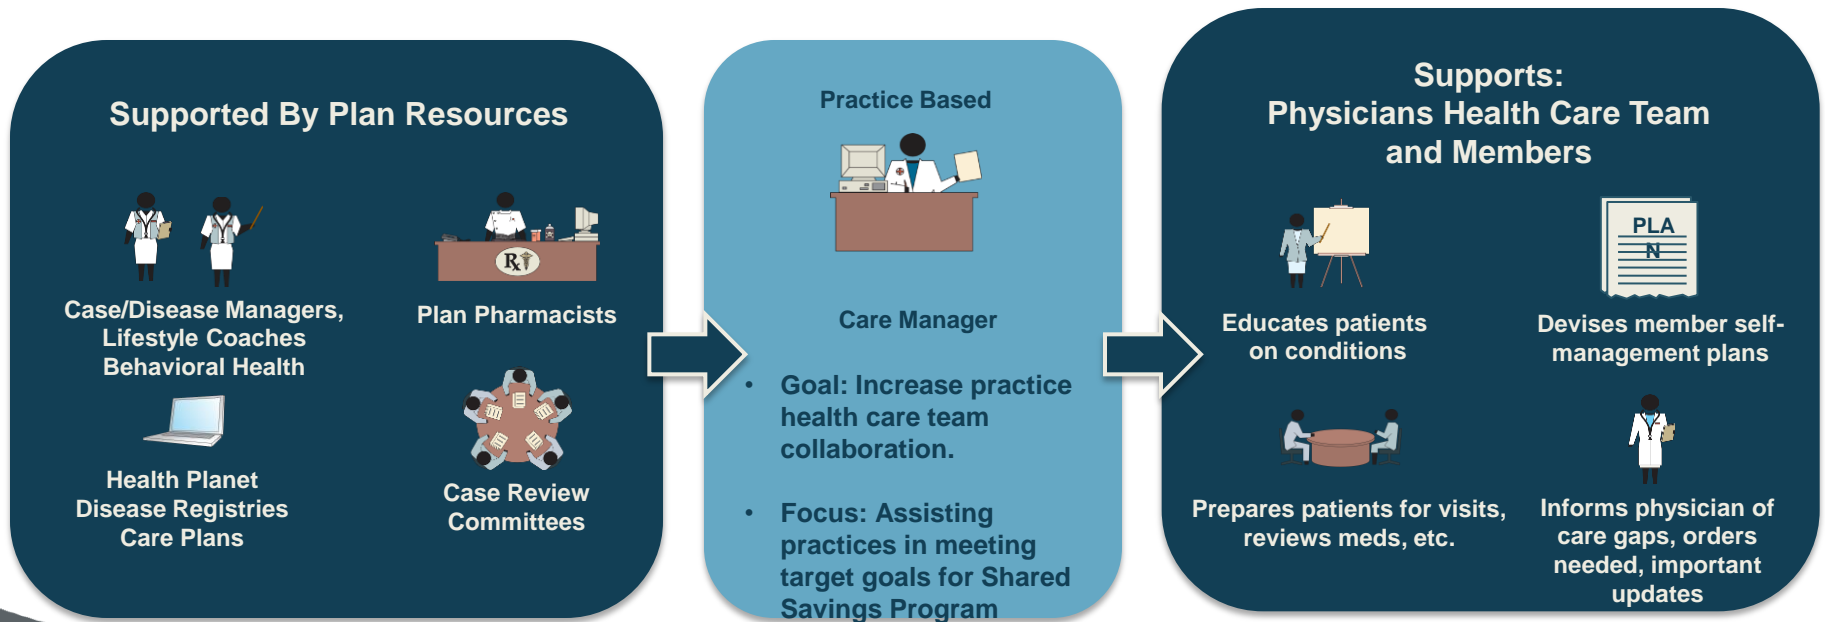 Supported By Plan Resources
Case/Disease Managers,
Lifestyle Coaches
Behavioral Health
Rx
Plan Pharmacists
Health Planet
Disease Registries
Care Plans
Case Review
Committees
Practice Based
Care Manager
• Goal: Increase practice
health care team
collaboration.
• Focus: Assisting
practices in meeting
target goals for Shared
Savings Program
Supports:
Physicians Health Care Team
and Members
Educates patients
on conditions
PLA
N
Devises member self-
management plans
Prepares patients for visits,
reviews meds, etc.
Informs physician of
care gaps, orders
needed, important
updates